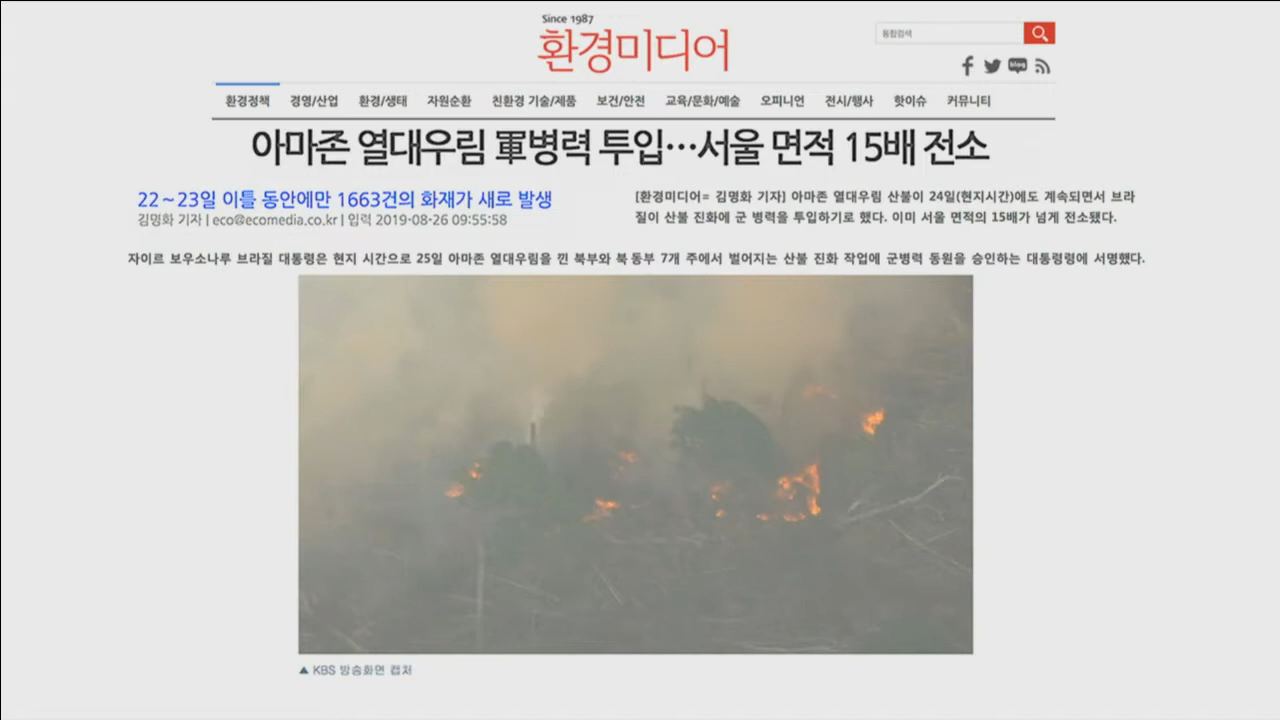 Since 1987
환경미디어
통합검색
blog
환경정책 경영/산업 환경/생태 자원순환 친환경 기술/제품 보건/안전 교육/문화/예술 오피니언 전시/행사 핫이슈 커뮤니티
아마존 열대우림 軍병력 투입…서울 면적 15배 전소
22~23일 이틀 동안에만 1663건의 화재가 새로 발생
김명화 기자 | eco@ecomedia.co.kr | 입력 2019-08-26 09:55:58
[환경미디어= 김명화 기자] 아마존 열대우림 산불이 24일(현지시간)에도 계속되면서 브라
질이 산불 진화에 군 병력을 투입하기로 했다. 이미 서울 면적의 15배가 넘게 전소됐다.
자이르 보우소나루 브라질 대통령은 현지 시간으로 25일 아마존 열대우림을 낀 북부와 북동부 7개 주에서 벌어지는 산불 진화 작업에 군병력 동원을 승인하는 대통령령에 서명했다.
▲ KBS 방송화면 캡처